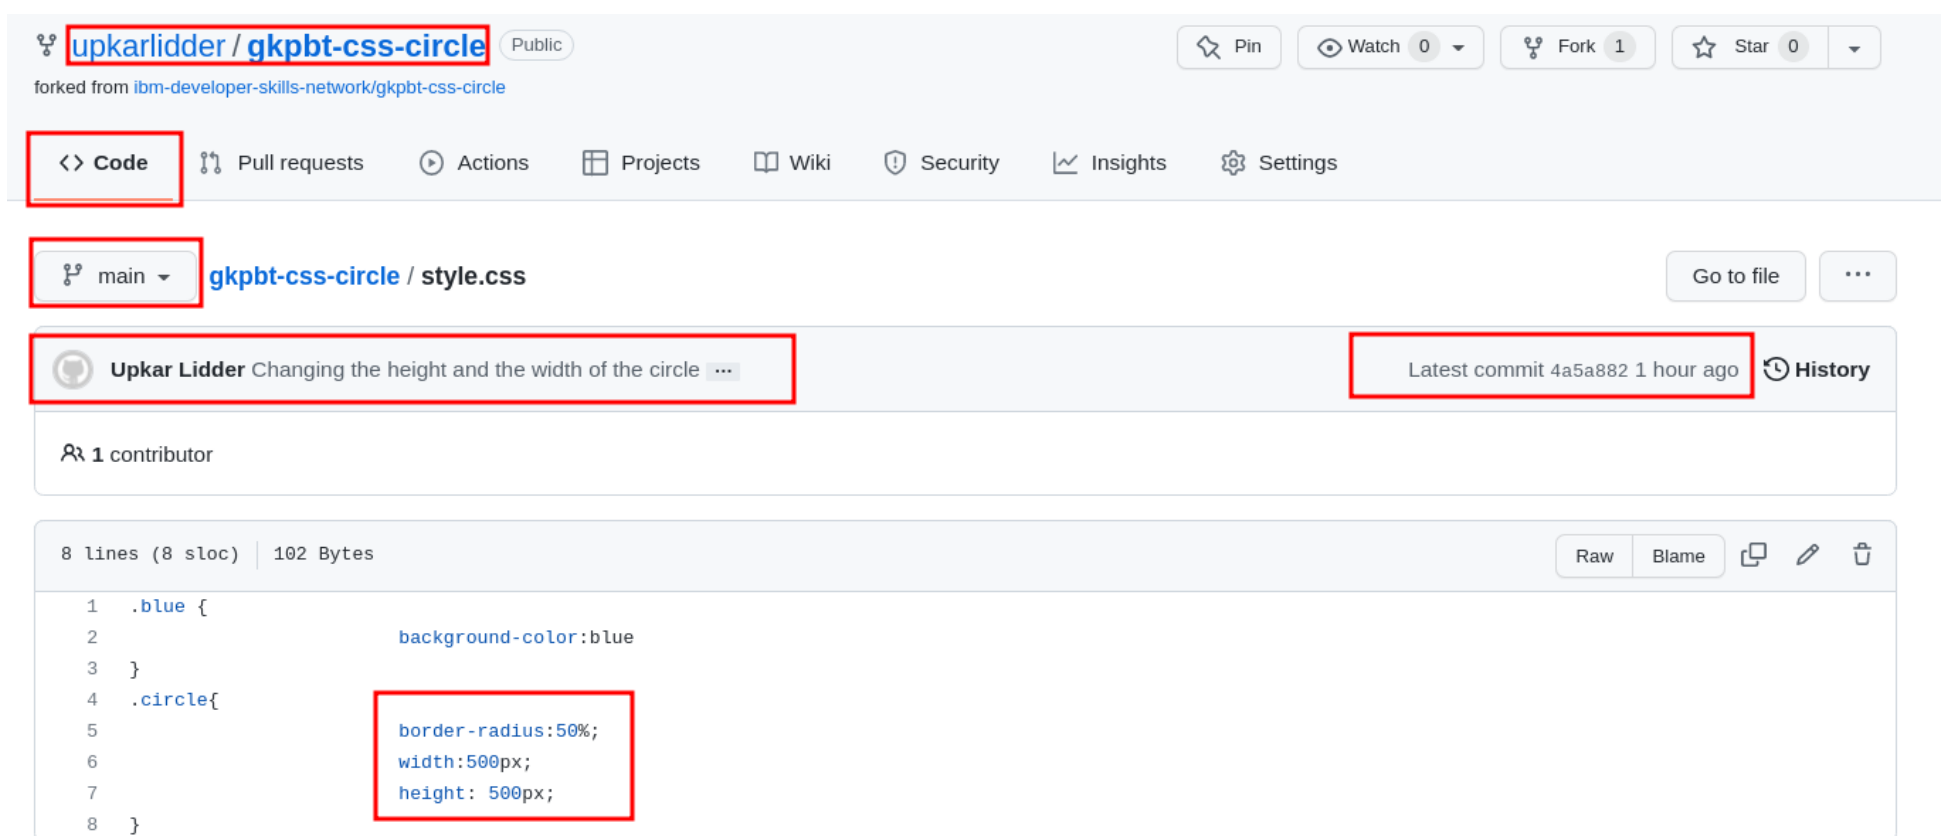 upkarlidder / gkpbt-css-circle Public Pin Watch 0 Fork 1 Star 0
forked from ibm-developer-skills-network/gkpbt-css-circle
<> Code Pull requests Actions Projects Wiki Security Insights Settings
main gkpbt-css-circle / style.css Go to file ...
Upkar Lidder Changing the height and the width of the circle ... Latest commit 4a5a882 1 hour ago History
1 contributor
8 lines (8 sloc) 102 Bytes Raw Blame
1 .blue {
2 background-color:blue
3 }
4 .circle{
5 border-radius:50%;
6 width:500px;
7 height: 500px;
8 }